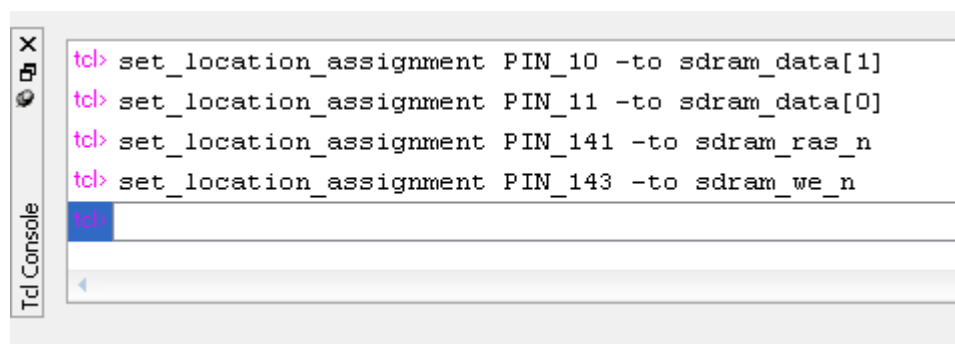 tcl> set_location_assignment PIN_10 -to sdram_data[1]
tcl> set_location_assignment PIN_11 -to sdram_data[0]
tcl> set_location_assignment PIN_141 -to sdram_ras_n
tcl> set_location_assignment PIN_143 -to sdram_we_n
tcl>
Tcl Console